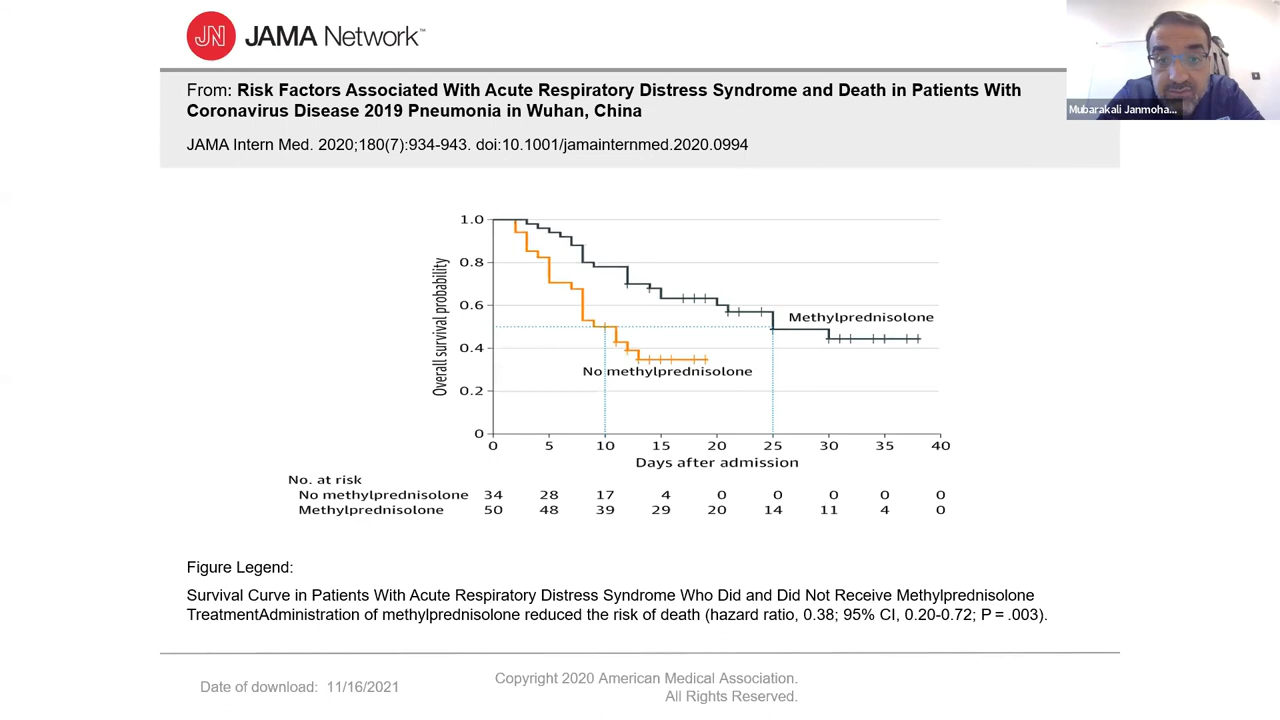 JN JAMA Network™
From: Risk Factors Associated With Acute Respiratory Distress Syndrome and Death in Patients With
Coronavirus Disease 2019 Pneumonia in Wuhan, China
JAMA Intern Med. 2020;180(7):934-943. doi:10.1001/jamainternmed.2020.0994
Mubarakali Janmoha...
Overall survival probability
1.0
0.8
0.6
0.4
0.2
0
Methylprednisolone
No methylprednisolone
0 5 10 15 20 25 30 35 40
Days after admission
No. at risk
No methylprednisolone 34 28 17 4 0 0 0 0 0
Methylprednisolone 50 48 39 29 20 14 11 4 0
Figure Legend:
Survival Curve in Patients With Acute Respiratory Distress Syndrome Who Did and Did Not Receive Methylprednisolone
TreatmentAdministration of methylprednisolone reduced the risk of death (hazard ratio, 0.38; 95% CI, 0.20-0.72; P = .003).
Date of download: 11/16/2021
Copyright 2020 American Medical Association.
All Rights Reserved.